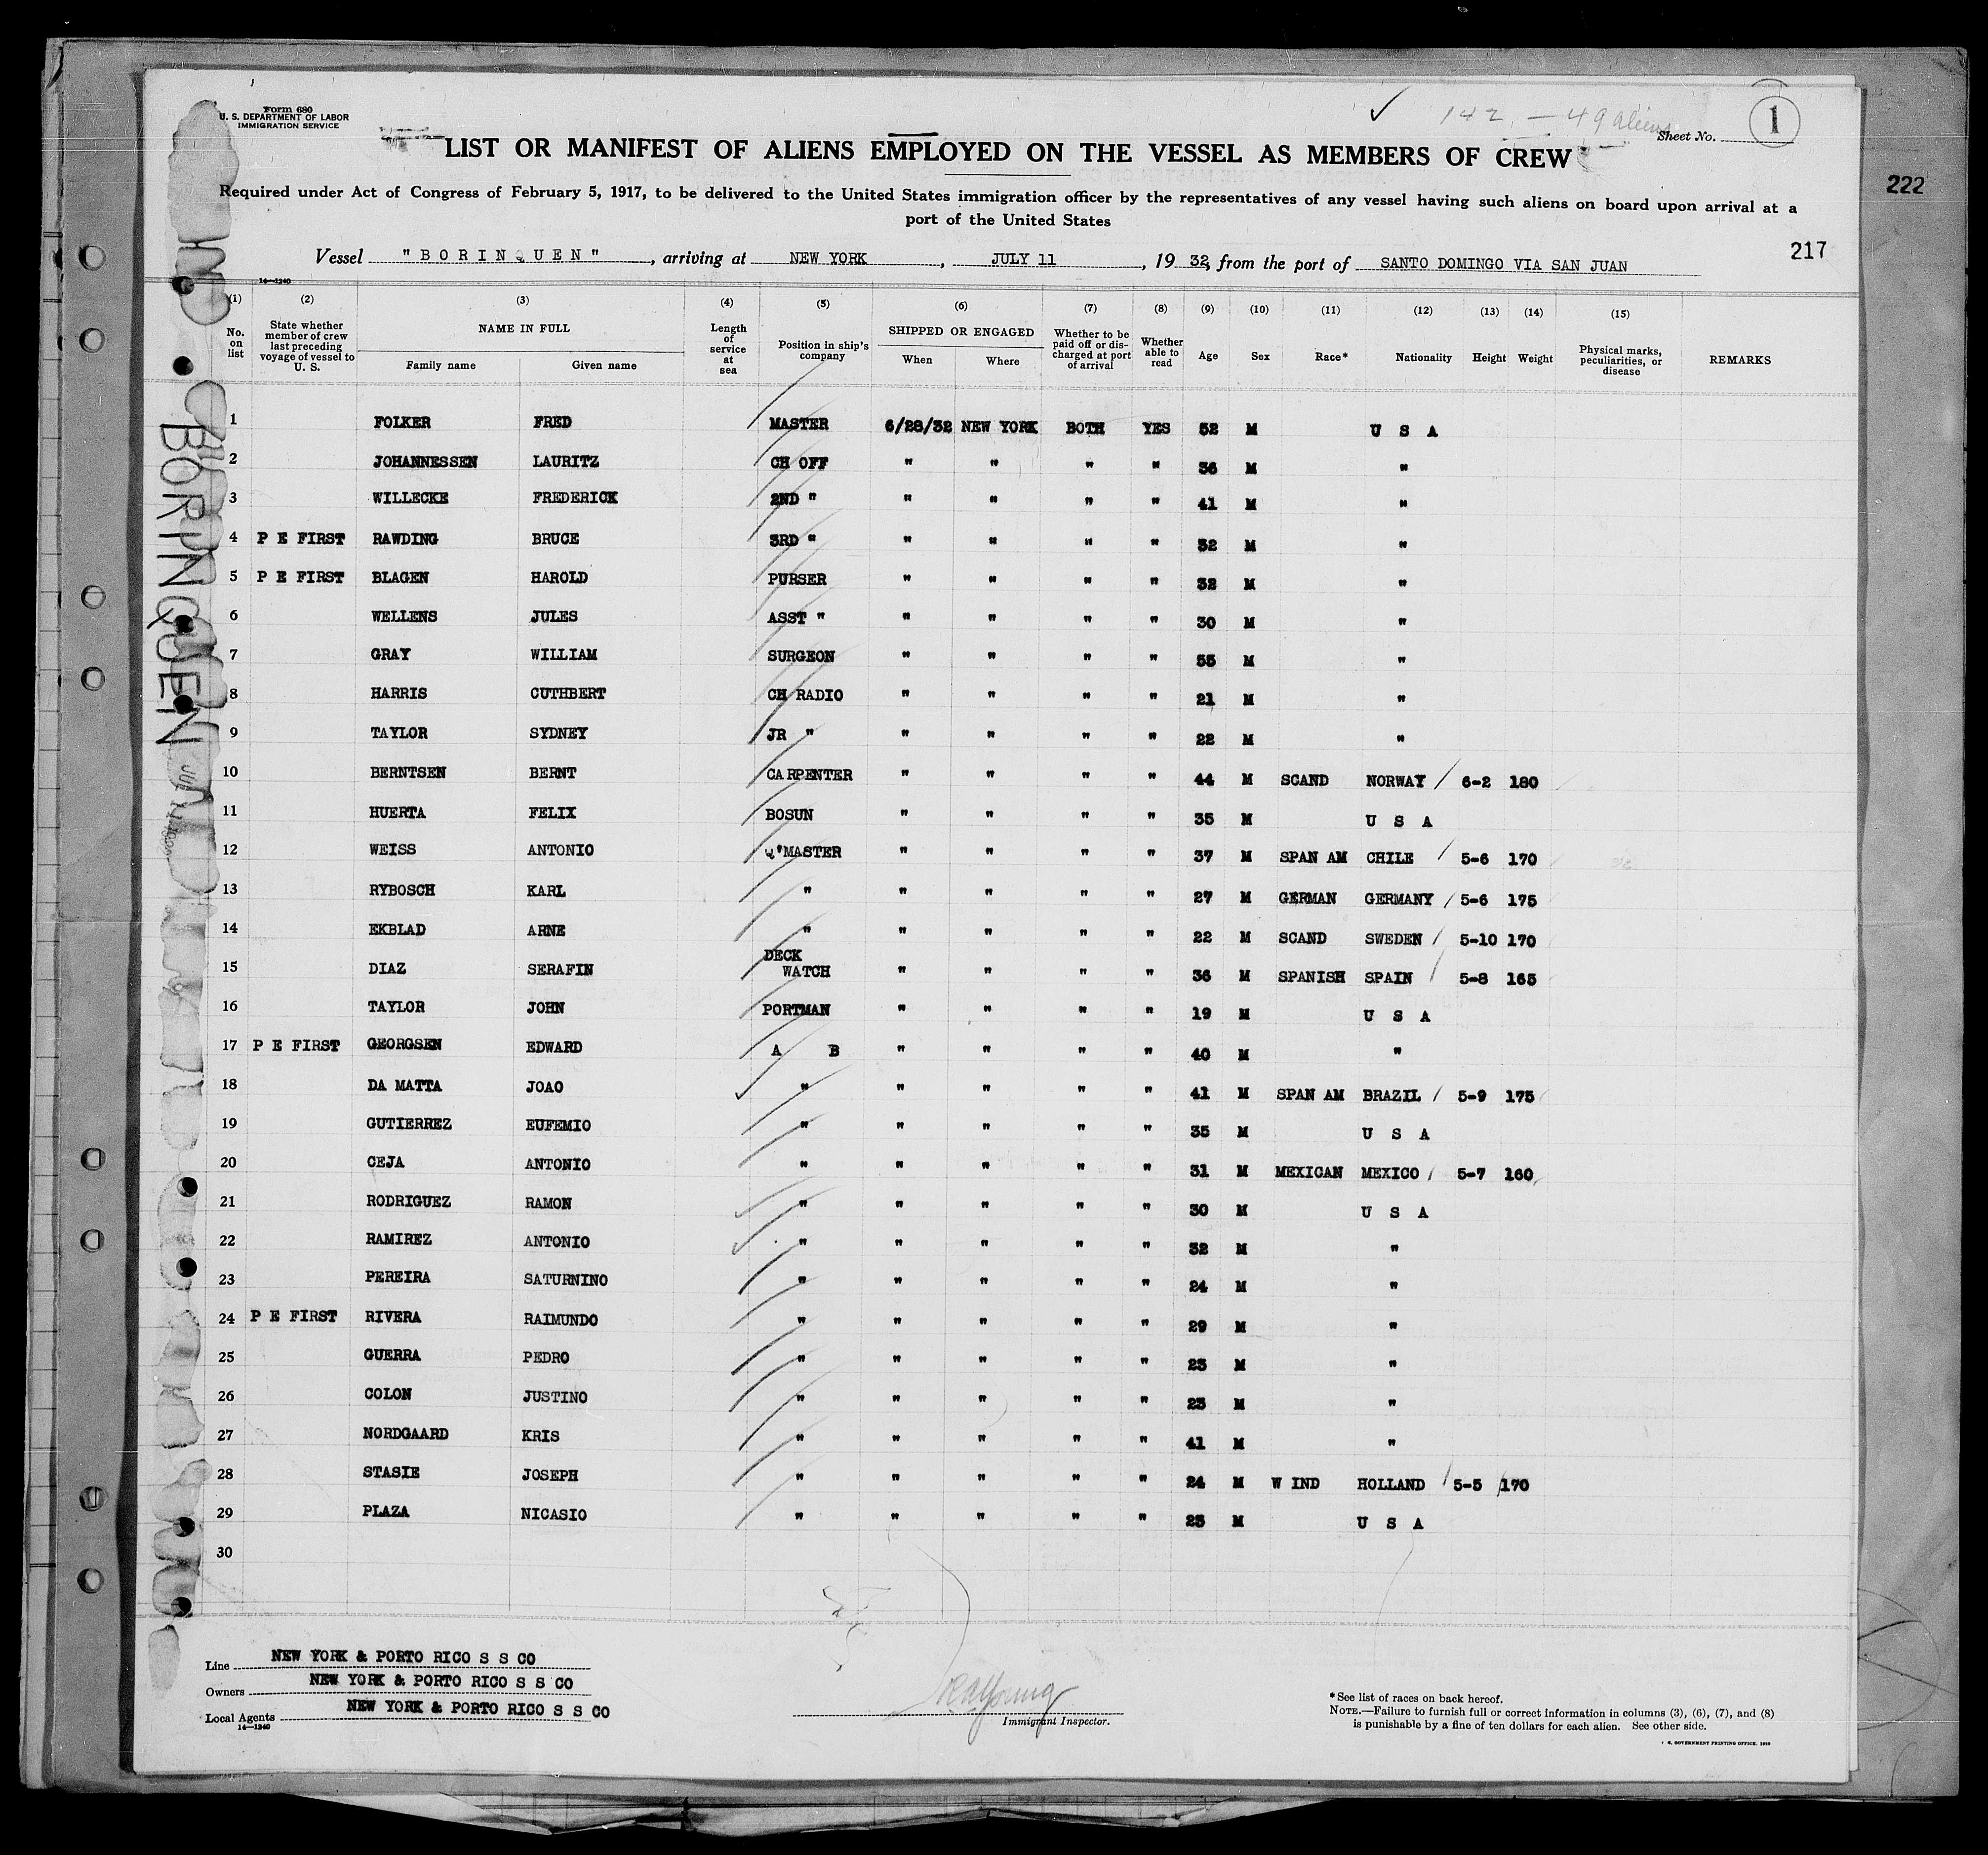 Form 680
U. S. DEPARTMENT OF LABOR
IMMIGRATION SERVICE
142 — 49 aliens
Sheet No. 1
LIST OR MANIFEST OF ALIENS EMPLOYED ON THE VESSEL AS MEMBERS OF CREW
222
Required under Act of Congress of February 5, 1917, to be delivered to the United States immigration officer by the representatives of any vessel having such aliens on board upon arrival at a
port of the United States
217
Vessel "BORINQUEN", arriving at NEW YORK, JULY 11, 1932, from the port of SANTO DOMINGO VIA SAN JUAN
14—1240
(1) (2) (3) (4) (5) (6) (7) (8) (9) (10) (11) (12) (13) (14) (15)
No. on list
State whether member of crew last preceding voyage of vessel to U. S.
NAME IN FULL
Family name Given name
Length of service at sea
Position in ship's company
SHIPPED OR ENGAGED
When Where
Whether to be paid off or discharged at port of arrival
Whether able to read
Age Sex Race* Nationality Height Weight
Physical marks, peculiarities, or disease
REMARKS
1 FOLKER FRED MASTER 6/28/32 NEW YORK BOTH YES 52 M U S A
2 JOHANNESSEN LAURITZ CH OFF " " " " 36 M "
3 WILLECKE FREDERICK 2ND " " " " " 41 M "
4 P E FIRST RAWDING BRUCE 3RD " " " " " 32 M "
5 P E FIRST BLAGEN HAROLD PURSER " " " " 32 M "
6 WELLENS JULES ASST " " " " " 30 M "
7 GRAY WILLIAM SURGEON " " " " 55 M "
8 HARRIS CUTHBERT CH RADIO " " " " 21 M "
9 TAYLOR SYDNEY JR " " " " " 22 M "
10 BERNTSEN BERNT CARPENTER " " " " 44 M SCAND NORWAY / 6-2 180
11 HUERTA FELIX BOSUN " " " " 35 M U S A
12 WEISS ANTONIO Q'MASTER " " " " 37 M SPAN AM CHILE / 5-6 170
13 RYBOSCH KARL " " " " " 27 M GERMAN GERMANY / 5-6 175
14 EKBLAD ARNE " " " " " 22 M SCAND SWEDEN / 5-10 170
15 DIAZ SERAFIN DECK WATCH " " " " 36 M SPANISH SPAIN / 5-8 165
16 TAYLOR JOHN PORTMAN " " " " 19 M U S A
17 P E FIRST GEORGSEN EDWARD A B " " " " 40 M "
18 DA MATTA JOAO " " " " " 41 M SPAN AM BRAZIL / 5-9 175
19 GUTIERREZ EUFEMIO " " " " " 35 M U S A
20 CEJA ANTONIO " " " " " 31 M MEXICAN MEXICO / 5-7 160
21 RODRIGUEZ RAMON " " " " " 30 M U S A
22 RAMIREZ ANTONIO " " " " " 32 M "
23 PEREIRA SATURNINO " " " " " 24 M "
24 P E FIRST RIVERA RAIMUNDO " " " " " 29 M "
25 GUERRA PEDRO " " " " " 23 M "
26 COLON JUSTINO " " " " " 23 M "
27 NORDGAARD KRIS " " " " " 41 M "
28 STASIE JOSEPH " " " " " 24 M W IND HOLLAND / 5-5 170
29 PLAZA NICASIO " " " " " 23 M U S A
30
BORINQUEN
Line NEW YORK & PORTO RICO S S CO
Owners NEW YORK & PORTO RICO S S CO
Local Agents NEW YORK & PORTO RICO S S CO
14—1240
RA Young
Immigrant Inspector.
* See list of races on back hereof.
NOTE.—Failure to furnish full or correct information in columns (3), (6), (7), and (8)
is punishable by a fine of ten dollars for each alien. See other side.
GOVERNMENT PRINTING OFFICE